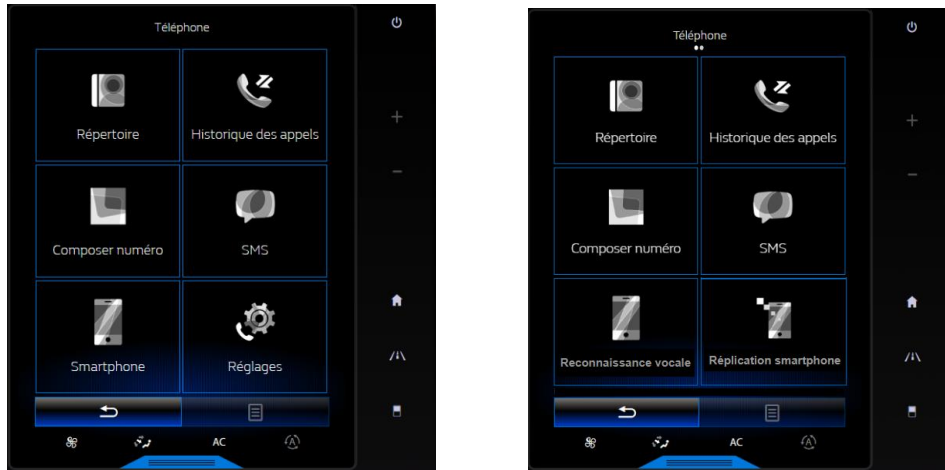 Téléphone
Répertoire
Historique des appels
Composer numéro
SMS
Smartphone
Réglages
AC
A
Téléphone
Répertoire
Historique des appels
Composer numéro
SMS
Reconnaissance vocale
Réplication smartphone
AC
A